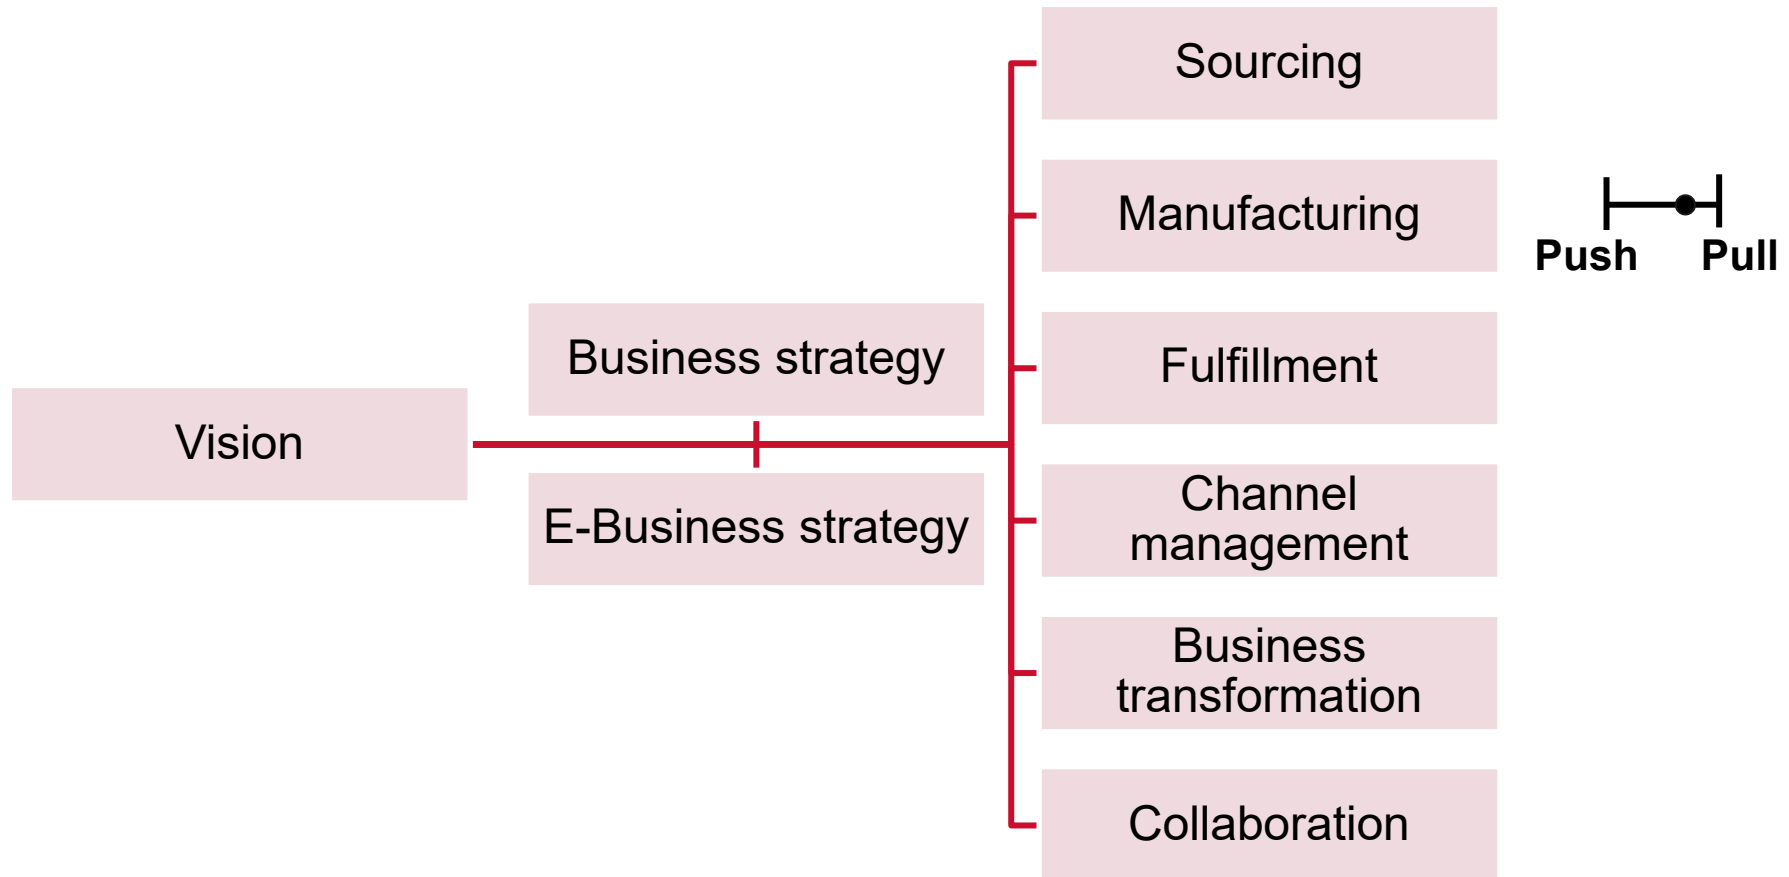 Vision
Business strategy
E-Business strategy
Sourcing
Manufacturing
Push Pull
Fulfillment
Channel
management
Business
transformation
Collaboration